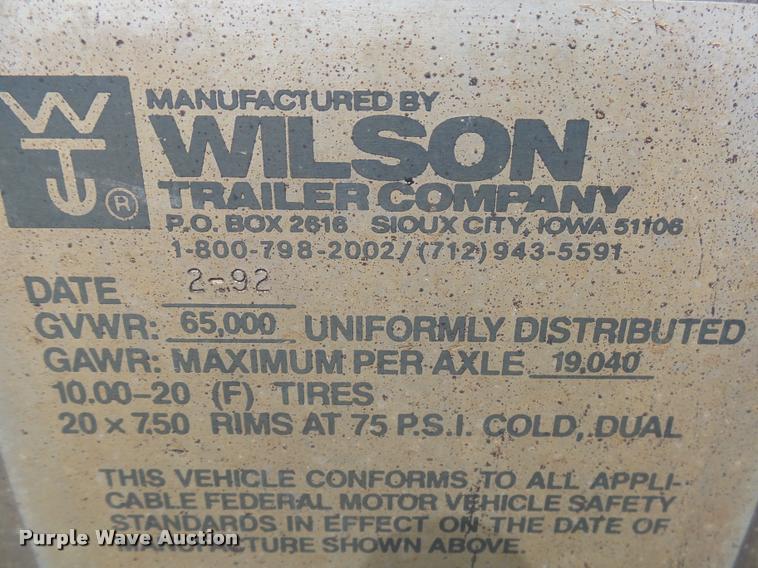 WTJ ®
MANUFACTURED BY
WILSON
TRAILER COMPANY
P.O. BOX 2616 SIOUX CITY, IOWA 51106
1-800-798-2002/(712)943-5591
DATE 2-92
GVWR: 65,000 UNIFORMLY DISTRIBUTED
GAWR: MAXIMUM PER AXLE 19,040
10.00-20 (F) TIRES
20 x 7.50 RIMS AT 75 P.S.I. COLD, DUAL
THIS VEHICLE CONFORMS TO ALL APPLI-
CABLE FEDERAL MOTOR VEHICLE SAFETY
STANDARDS IN EFFECT ON THE DATE OF
MANUFACTURE SHOWN ABOVE.
Purple Wave Auction